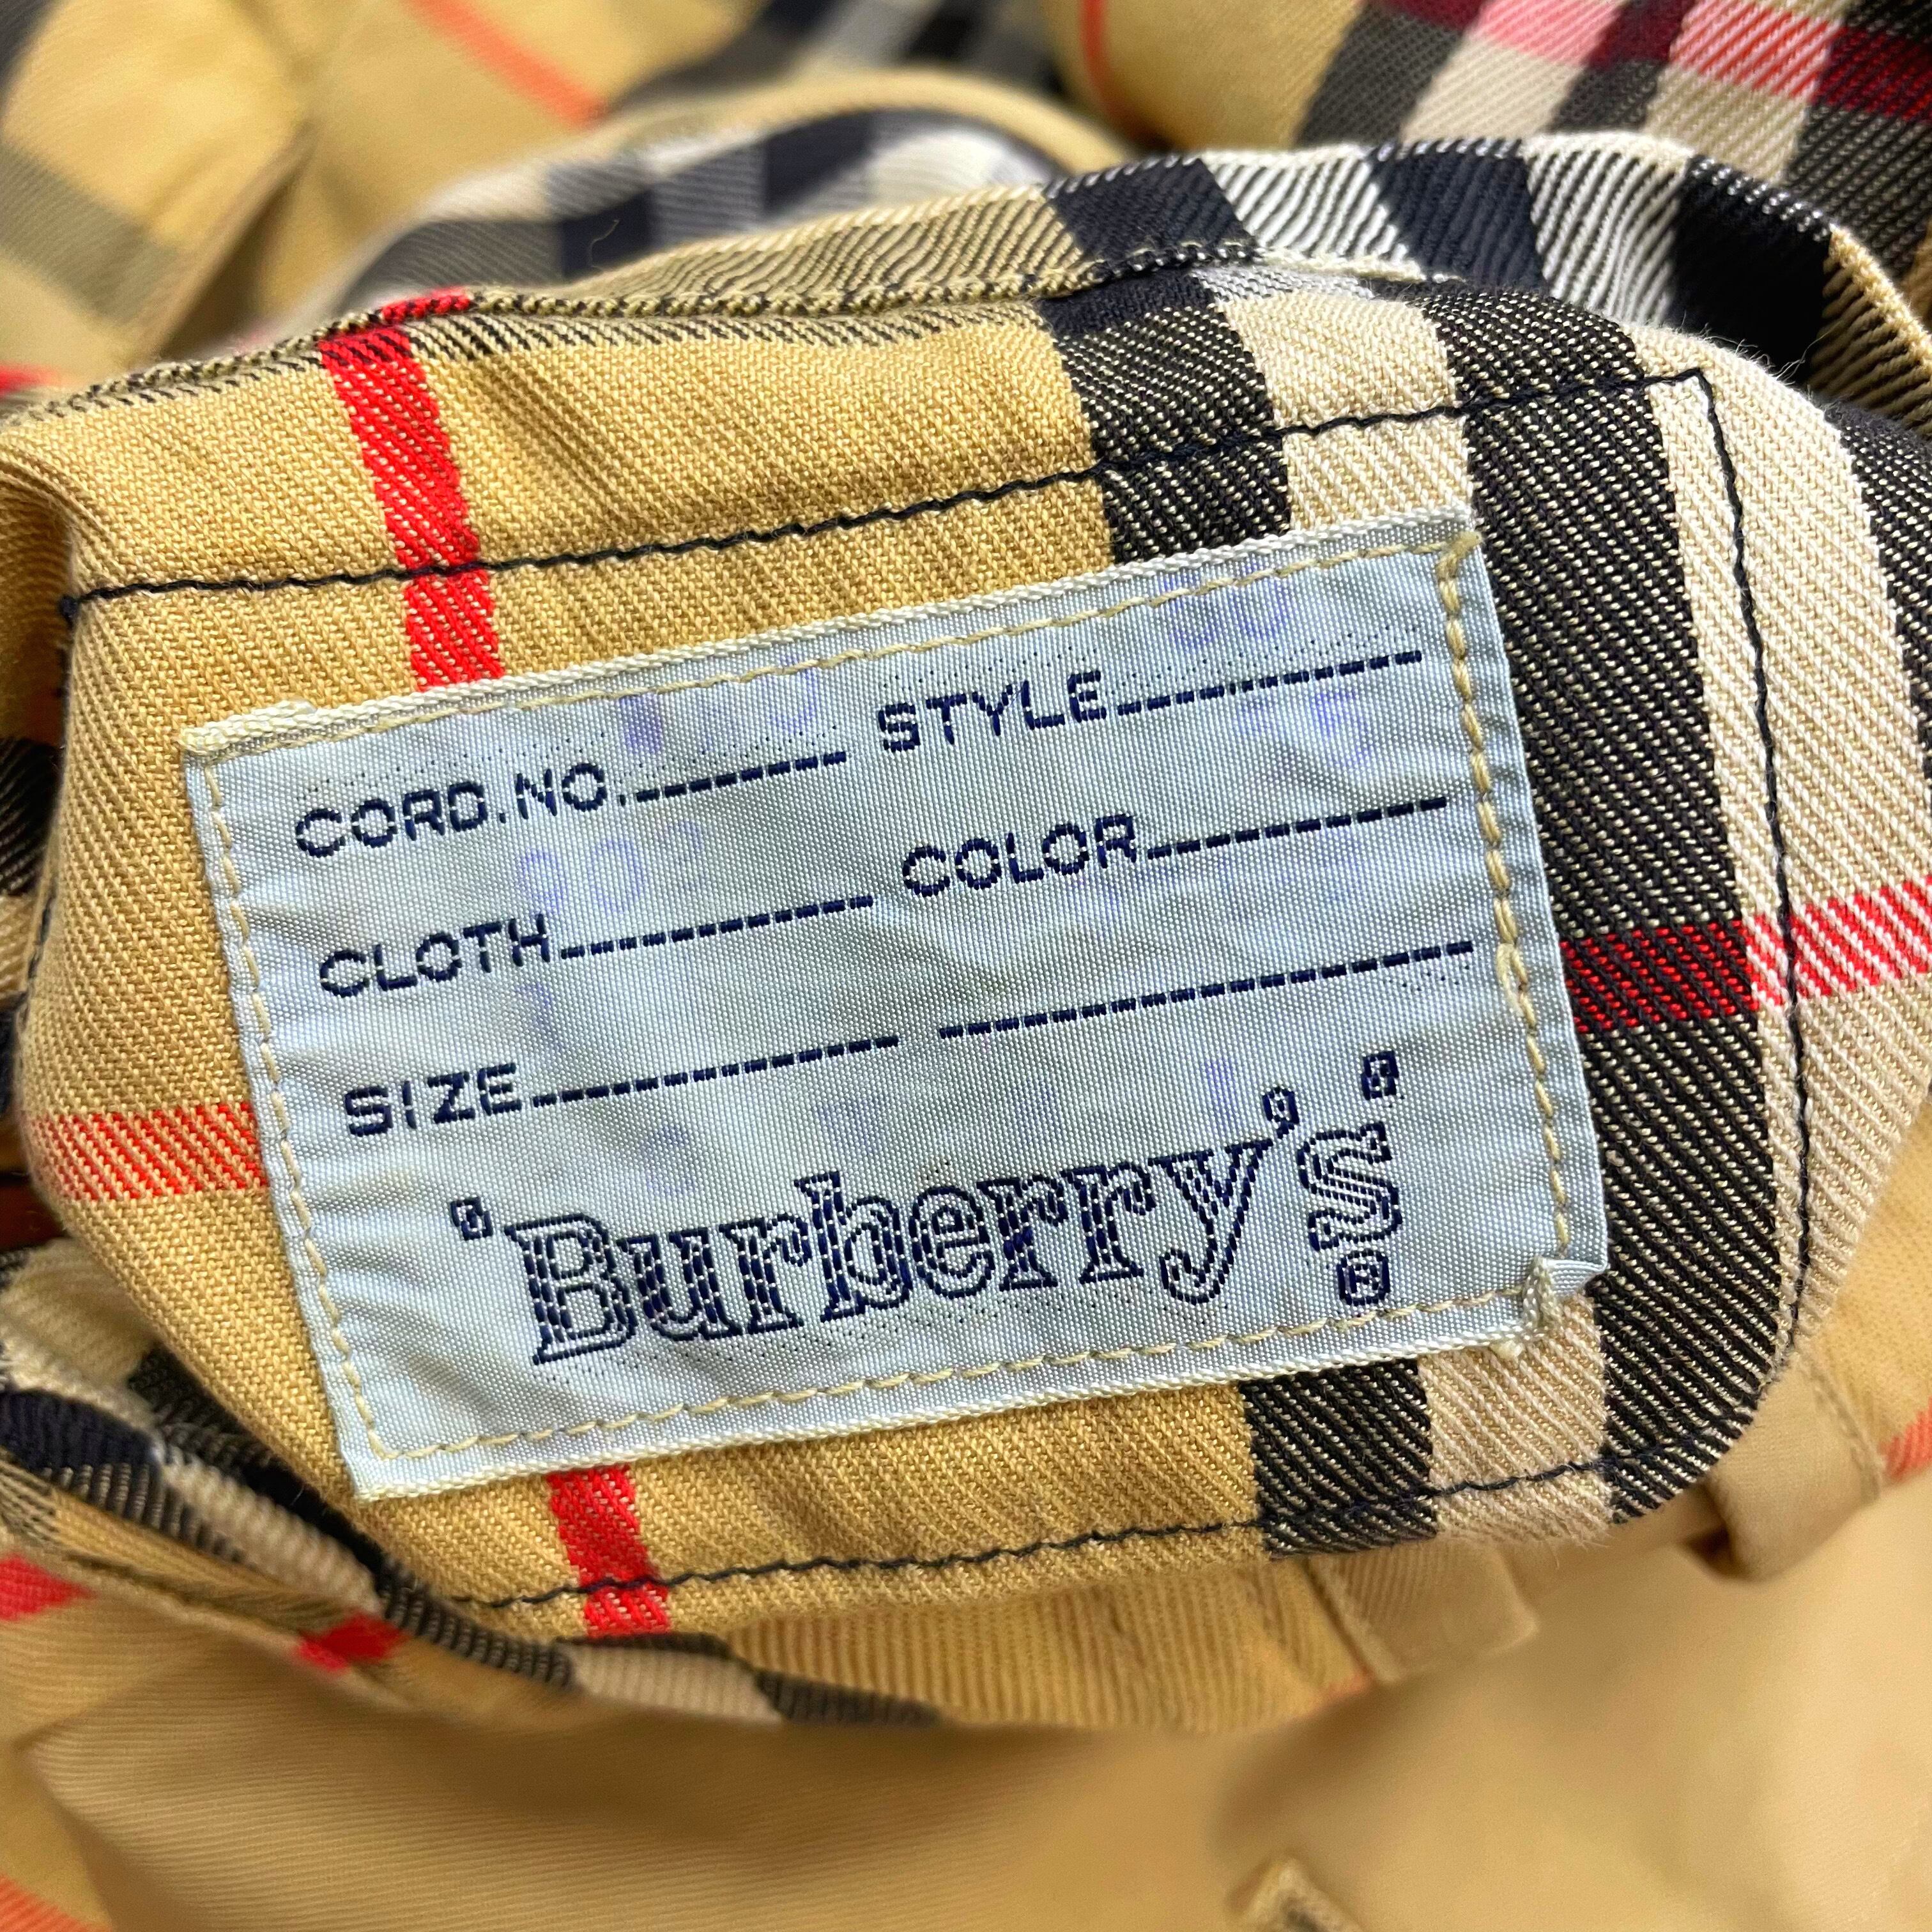 CORD.NO. STYLE
CLOTH COLOR
SIZE
"Burberry's"
®